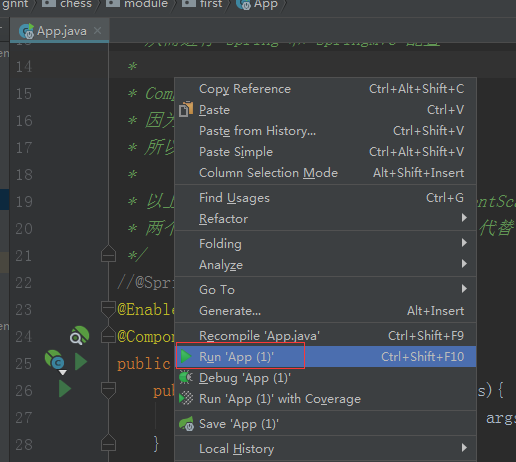 gnnt chess module first App
App.java
14 *
15 * Comp
16 * 因为
17 * 所以
18 *
19 * 以上 entSca
20 * 两个 代替
21 */
22 //@Spri
23 @Enable
24 @Compo
25 public
26 pu s){
27 args
28 }
Copy Reference Ctrl+Alt+Shift+C
Paste Ctrl+V
Paste from History... Ctrl+Shift+V
Paste Simple Ctrl+Alt+Shift+V
Column Selection Mode Alt+Shift+Insert
Find Usages Ctrl+G
Refactor
Folding
Analyze
Go To
Generate... Alt+Insert
Recompile 'App.java' Ctrl+Shift+F9
Run 'App (1)' Ctrl+Shift+F10
Debug 'App (1)'
Run 'App (1)' with Coverage
Save 'App (1)'
Local History